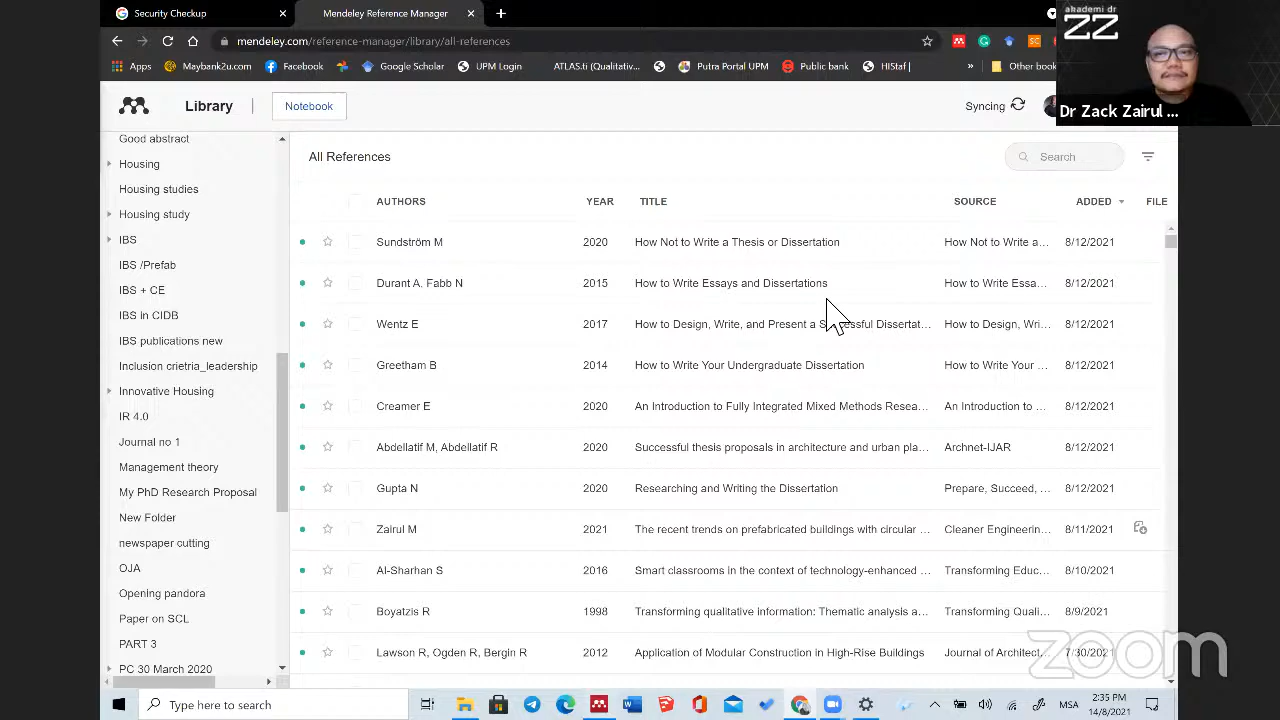 Security Checkup
Mendeley Reference Manager
mendeley.com/reference-manager/library/all-references
Apps
Maybank2u.com
Facebook
Google Scholar
UPM Login
ATLAS.ti (Qualitativ...
Putra Portal UPM
Public bank
HIStaf |
»
Other boo
akademi dr
ZZ
Dr Zack Zairul ...
Library
Notebook
Syncing
Good abstract
Housing
Housing studies
Housing study
IBS
IBS /Prefab
IBS + CE
IBS in CIDB
IBS publications new
Inclusion crietria_leadership
Innovative Housing
IR 4.0
Journal no 1
Management theory
My PhD Research Proposal
New Folder
newspaper cutting
OJA
Opening pandora
Paper on SCL
PART 3
PC 30 March 2020
All References
Search
AUTHORS YEAR TITLE SOURCE ADDED FILE
Sundström M 2020 How Not to Write a Thesis or Dissertation How Not to Write a... 8/12/2021
Durant A, Fabb N 2015 How to Write Essays and Dissertations How to Write Essa... 8/12/2021
Wentz E 2017 How to Design, Write, and Present a Successful Dissertat... How to Design, Wri... 8/12/2021
Greetham B 2014 How to Write Your Undergraduate Dissertation How to Write Your ... 8/12/2021
Creamer E 2020 An Introduction to Fully Integrated Mixed Methods Resea... An Introduction to ... 8/12/2021
Abdellatif M, Abdellatif R 2020 Successful thesis proposals in architecture and urban pla... Archnet-IJAR 8/12/2021
Gupta N 2020 Researching and Writing the Dissertation Prepare, Succeed, ... 8/12/2021
Zairul M 2021 The recent trends on prefabricated buildings with circular ... Cleaner Engineerin... 8/11/2021
Al-Sharhan S 2016 Smart classrooms in the context of technology-enhanced ... Transforming Educ... 8/10/2021
Boyatzis R 1998 Transforming qualitative information: Thematic analysis a... Transforming Quali... 8/9/2021
Lawson R, Ogden R, Bergin R 2012 Application of Modular Construction in High-Rise Buildings Journal of Architect... 7/30/2021
zoom
Type here to search
MSA
2:35 PM
14/8/2021